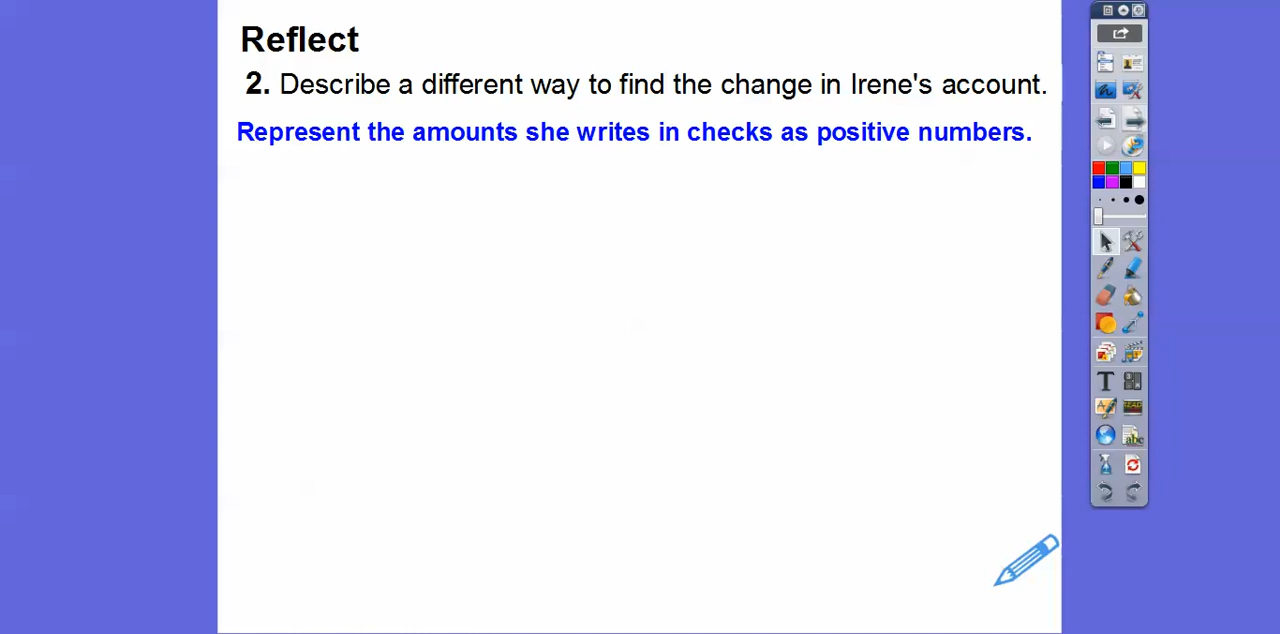 Reflect
2. Describe a different way to find the change in Irene's account.
Represent the amounts she writes in checks as positive numbers.